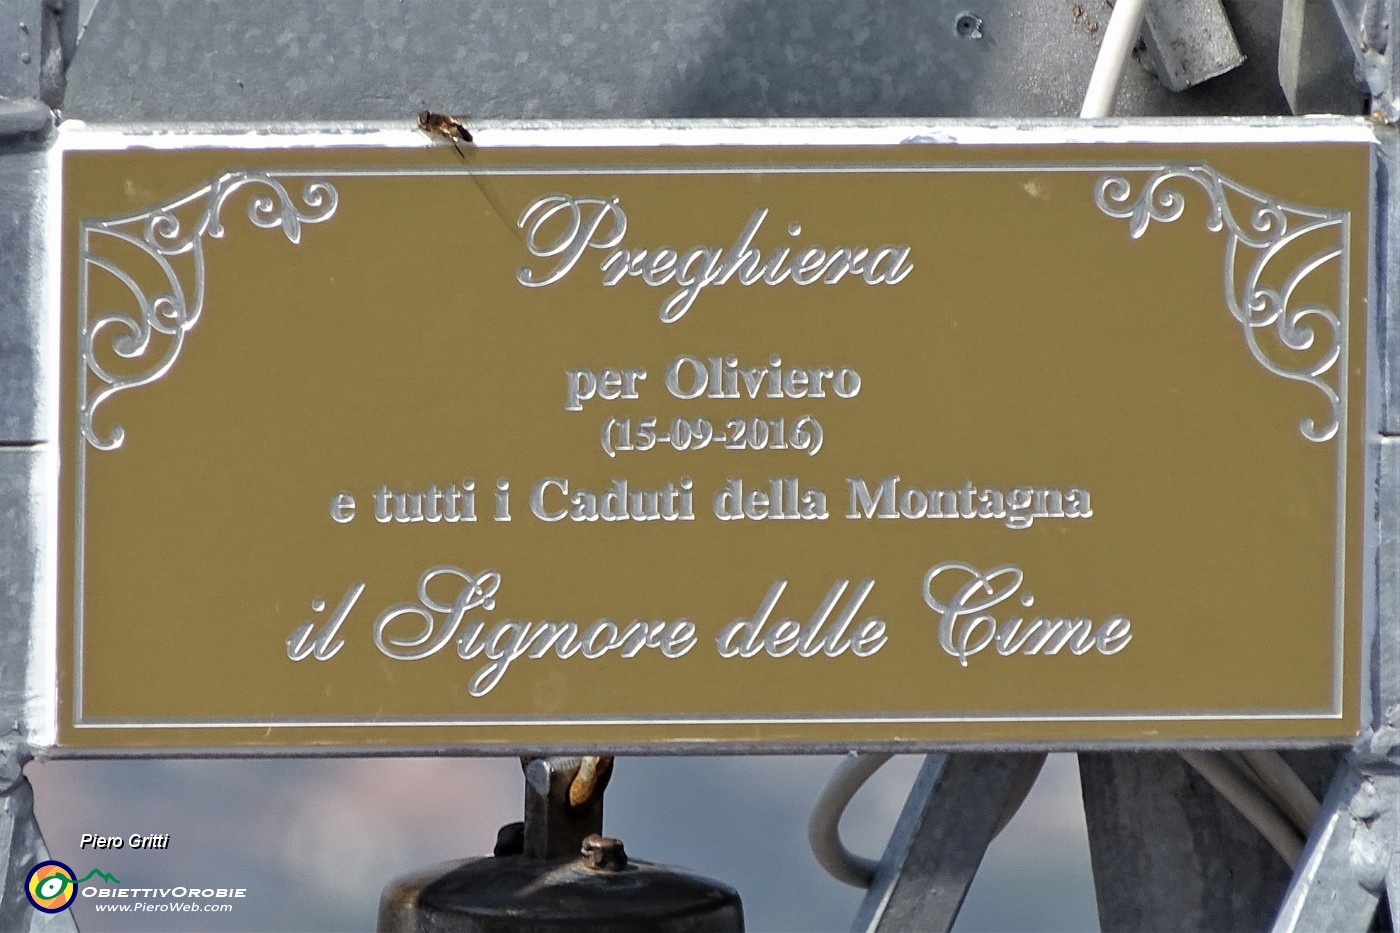 Preghiera
per Oliviero
(15-09-2016)
e tutti i Caduti della Montagna
il Signore delle Cime
Piero Gritti
ObiettivOrobie
www.PieroWeb.com